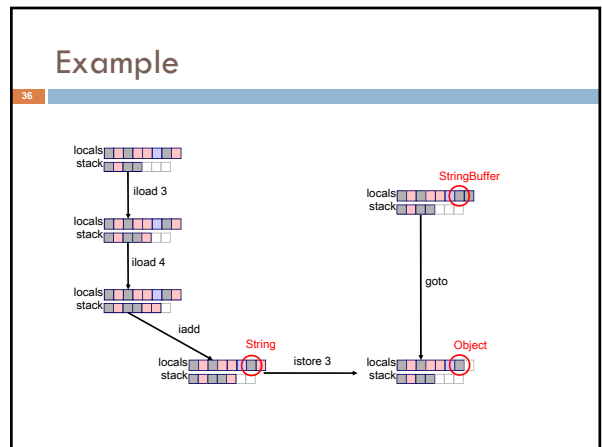 Example
36
locals
stack
iload 3
locals
stack
iload 4
locals
stack
iadd
String
locals
stack
istore 3
StringBuffer
locals
stack
goto
Object
locals
stack